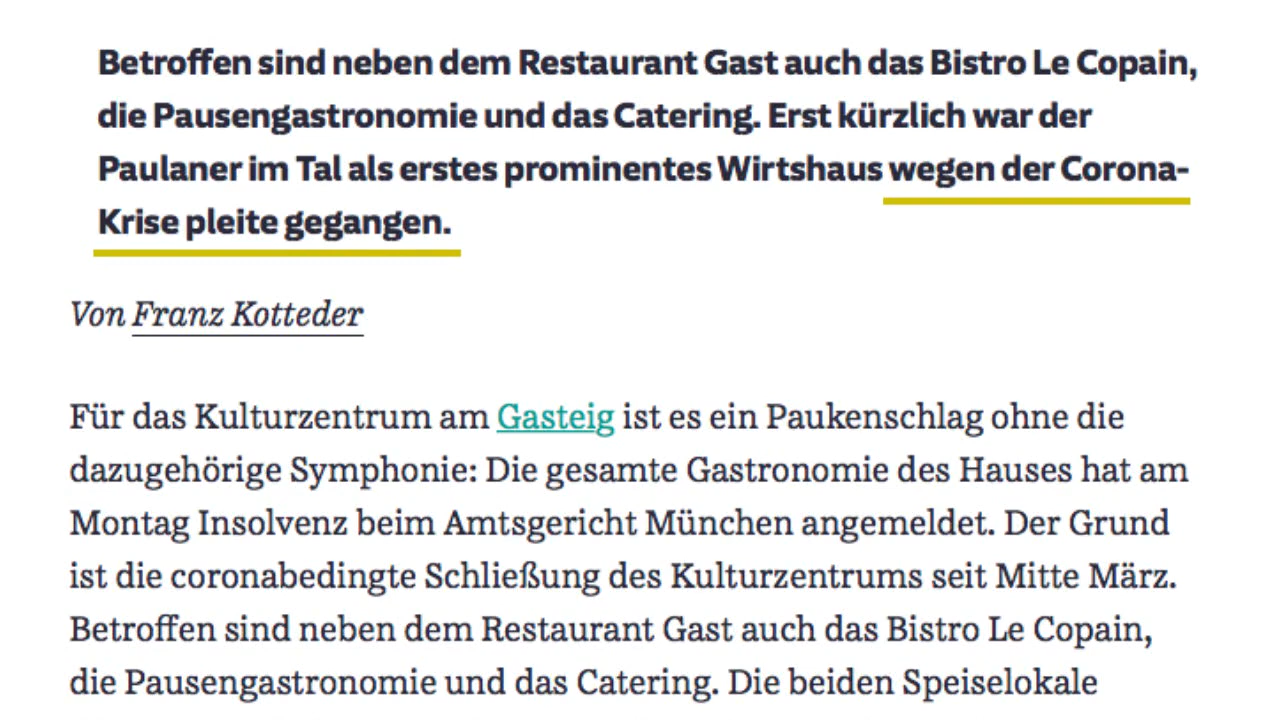 Betroffen sind neben dem Restaurant Gast auch das Bistro Le Copain,
die Pausengastronomie und das Catering. Erst kürzlich war der
Paulaner im Tal als erstes prominentes Wirtshaus wegen der Corona-
Krise pleite gegangen.
Von Franz Kotteder
Für das Kulturzentrum am Gasteig ist es ein Paukenschlag ohne die
dazugehörige Symphonie: Die gesamte Gastronomie des Hauses hat am
Montag Insolvenz beim Amtsgericht München angemeldet. Der Grund
ist die coronabedingte Schließung des Kulturzentrums seit Mitte März.
Betroffen sind neben dem Restaurant Gast auch das Bistro Le Copain,
die Pausengastronomie und das Catering. Die beiden Speiselokale